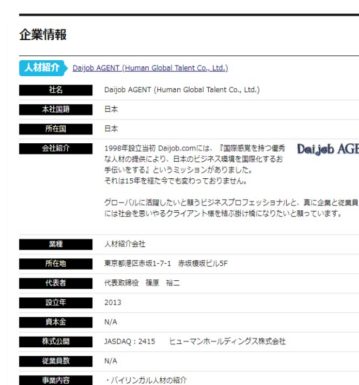 企業情報
人材紹介 Daijob AGENT (Human Global Talent Co., Ltd.)
社名 Daijob AGENT (Human Global Talent Co., Ltd.)
本社国籍 日本
所在国 日本
会社紹介 1998年設立当初 Daijob.comには、『国際感覚を持つ優秀
な人材の提供により、日本のビジネス環境を国際化するお
手伝いをする』というミッションがありました。
それは15年を経た今でも変わっておりません。
Daijob AGE
グローバルに活躍したいと願うビジネスプロフェッショナルと、真に企業と従業員
には社会を思いやるクライアント様を結ぶ掛け橋になりたいと願っています。
業種 人材紹介会社
所在地 東京都港区赤坂1-7-1 赤坂榎坂ビル5F
代表者 代表取締役 篠原 裕二
設立年 2013
資本金 N/A
株式公開 JASDAQ:2415 ヒューマンホールディングス株式会社
従業員数 N/A
事業内容 ・バイリンガル人材の紹介